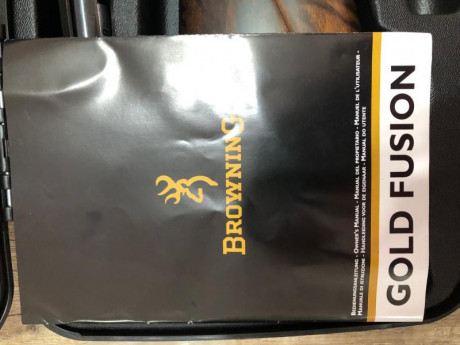 BROWNING
BEDIENUNGSANLEITUNG - OWNER'S MANUAL - MANUAL DEL PROPIETARIO - MANUEL DE L'UTILISATEUR -
MANUALE DI ISTRUZIONI - HANDLEIDING VOOR DE EIGENAAR - MANUAL DO UTENTE
GOLD FUSION